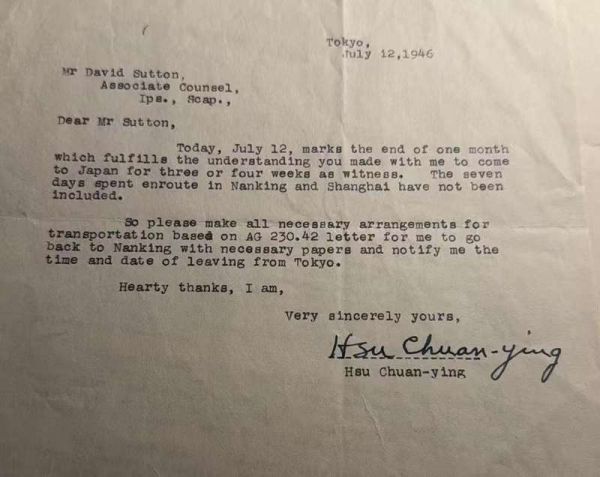 Tokyo,
July 12,1946
Mr David Sutton,
Associate Counsel,
Ips., Scap.,
Dear Mr Sutton,
Today, July 12, marks the end of one month
which fulfills the understanding you made with me to come
to Japan for three or four weeks as witness. The seven
days spent enroute in Nanking and Shanghai have not been
included.
So please make all necessary arrangements for
transportation based on AG 230.42 letter for me to go
back to Nanking with necessary papers and notify me the
time and date of leaving from Tokyo.
Hearty thanks, I am,
Very sincerely yours,
Hsu Chuan-ying
Hsu Chuan-ying